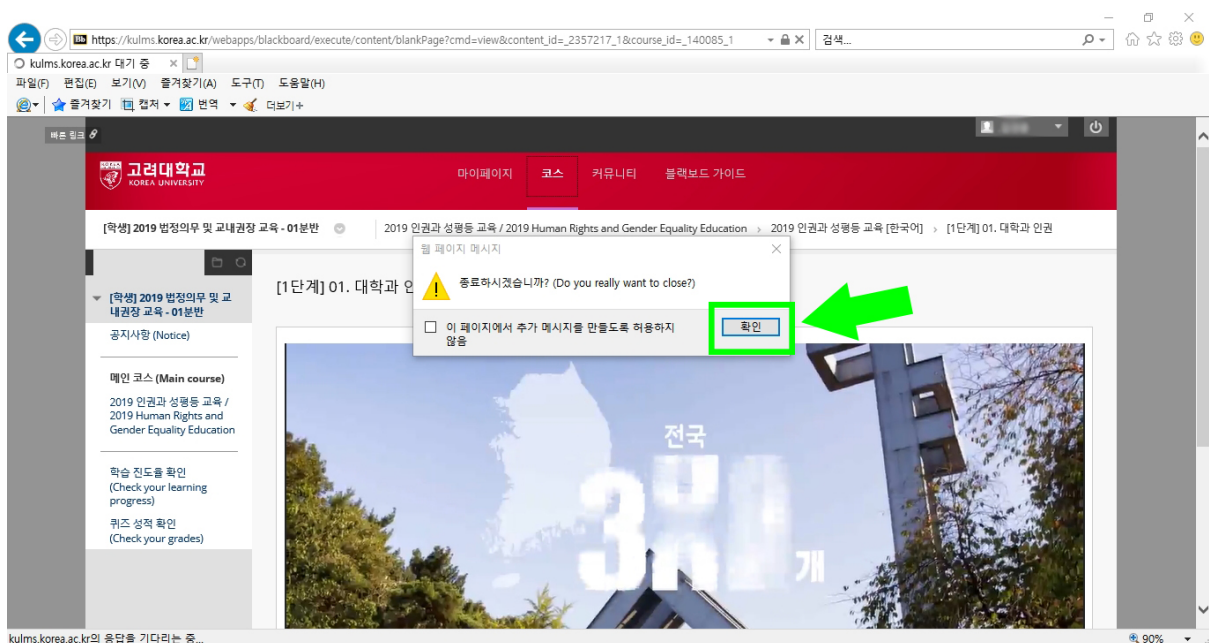 https://kulms.korea.ac.kr/webapps/blackboard/execute/content/blankPage?cmd=view&content_id=_2357217_1&course_id=_140085_1
검색...
kulms.korea.ac.kr 대기 중
파일(F) 편집(E) 보기(V) 즐겨찾기(A) 도구(T) 도움말(H)
즐겨찾기 캡처 번역 더보기+
빠른 링크
고려대학교
KOREA UNIVERSITY
마이페이지 코스 커뮤니티 블랙보드 가이드
[학생] 2019 법정의무 및 교내권장 교육 - 01분반
2019 인권과 성평등 교육 / 2019 Human Rights and Gender Equality Education > 2019 인권과 성평등 교육 [한국어] > [1단계] 01. 대학과 인권
웹 페이지 메시지
종료하시겠습니까? (Do you really want to close?)
이 페이지에서 추가 메시지를 만들도록 허용하지
않음
확인
[학생] 2019 법정의무 및 교
내권장 교육 - 01분반
공지사항 (Notice)
메인 코스 (Main course)
2019 인권과 성평등 교육 /
2019 Human Rights and
Gender Equality Education
학습 진도율 확인
(Check your learning
progress)
퀴즈 성적 확인
(Check your grades)
[1단계] 01. 대학과 인
전국
개
kulms.korea.ac.kr의 응답을 기다리는 중...
90%